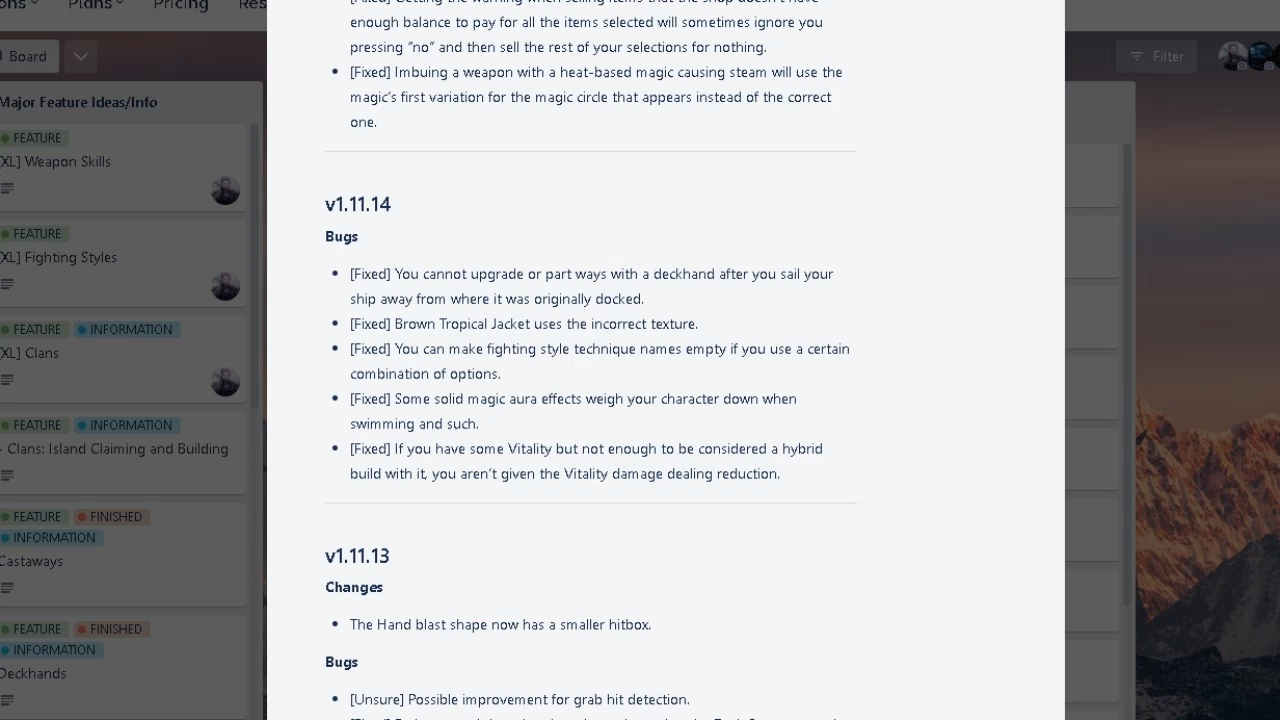 Plans
Pricing
Board
Filter
Major Feature Ideas/Info
FEATURE
[XL] Weapon Skills
FEATURE
[XL] Fighting Styles
FEATURE INFORMATION
[XL] Clans
FEATURE INFORMATION
- Clans: Island Claiming and Building
FEATURE FINISHED
INFORMATION
Castaways
FEATURE FINISHED
INFORMATION
Deckhands
enough balance to pay for all the items selected will sometimes ignore you
pressing "no" and then sell the rest of your selections for nothing.
• [Fixed] Imbuing a weapon with a heat-based magic causing steam will use the
magic's first variation for the magic circle that appears instead of the correct
one.
v1.11.14
Bugs
• [Fixed] You cannot upgrade or part ways with a deckhand after you sail your
ship away from where it was originally docked.
• [Fixed] Brown Tropical Jacket uses the incorrect texture.
• [Fixed] You can make fighting style technique names empty if you use a certain
combination of options.
• [Fixed] Some solid magic aura effects weigh your character down when
swimming and such.
• [Fixed] If you have some Vitality but not enough to be considered a hybrid
build with it, you aren't given the Vitality damage dealing reduction.
v1.11.13
Changes
• The Hand blast shape now has a smaller hitbox.
Bugs
• [Unsure] Possible improvement for grab hit detection.